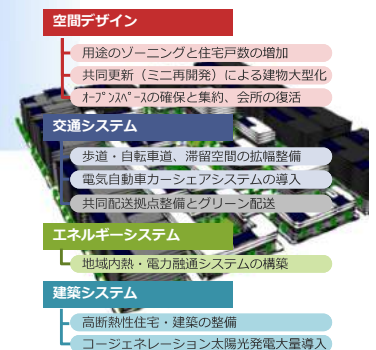 空間デザイン
用途のゾーニングと住宅戸数の増加
共同更新（ミニ再開発）による建物大型化
ｵｰﾌﾟﾝｽﾍﾟｰｽの確保と集約、会所の復活
交通システム
歩道・自転車道、滞留空間の拡幅整備
電気自動車カーシェアシステムの導入
共同配送拠点整備とグリーン配送
エネルギーシステム
地域内熱・電力融通システムの構築
建築システム
高断熱性住宅・建築の整備
コージェネレーション太陽光発電大量導入